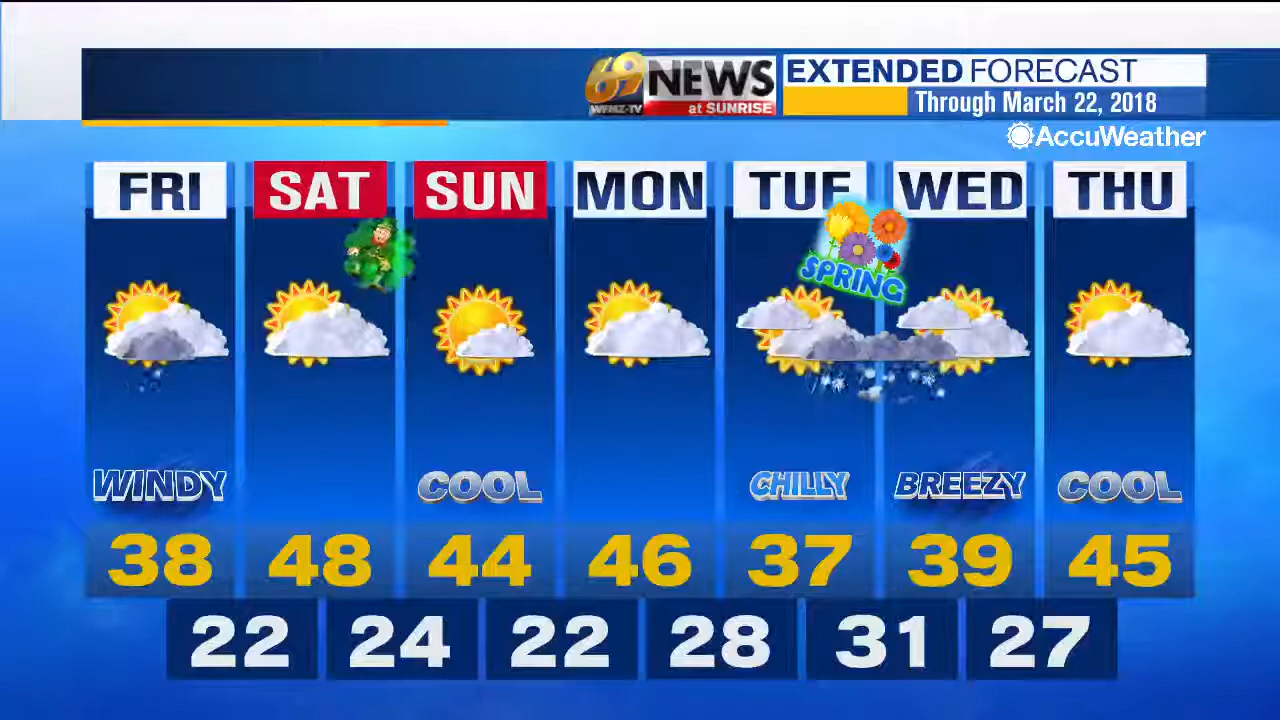 69 NEWS
WFMZ-TV at SUNRISE
EXTENDED FORECAST
Through March 22, 2018
AccuWeather
FRI SAT SUN MON TUE WED THU
SPRING
WINDY COOL CHILLY BREEZY COOL
38 48 44 46 37 39 45
22 24 22 28 31 27